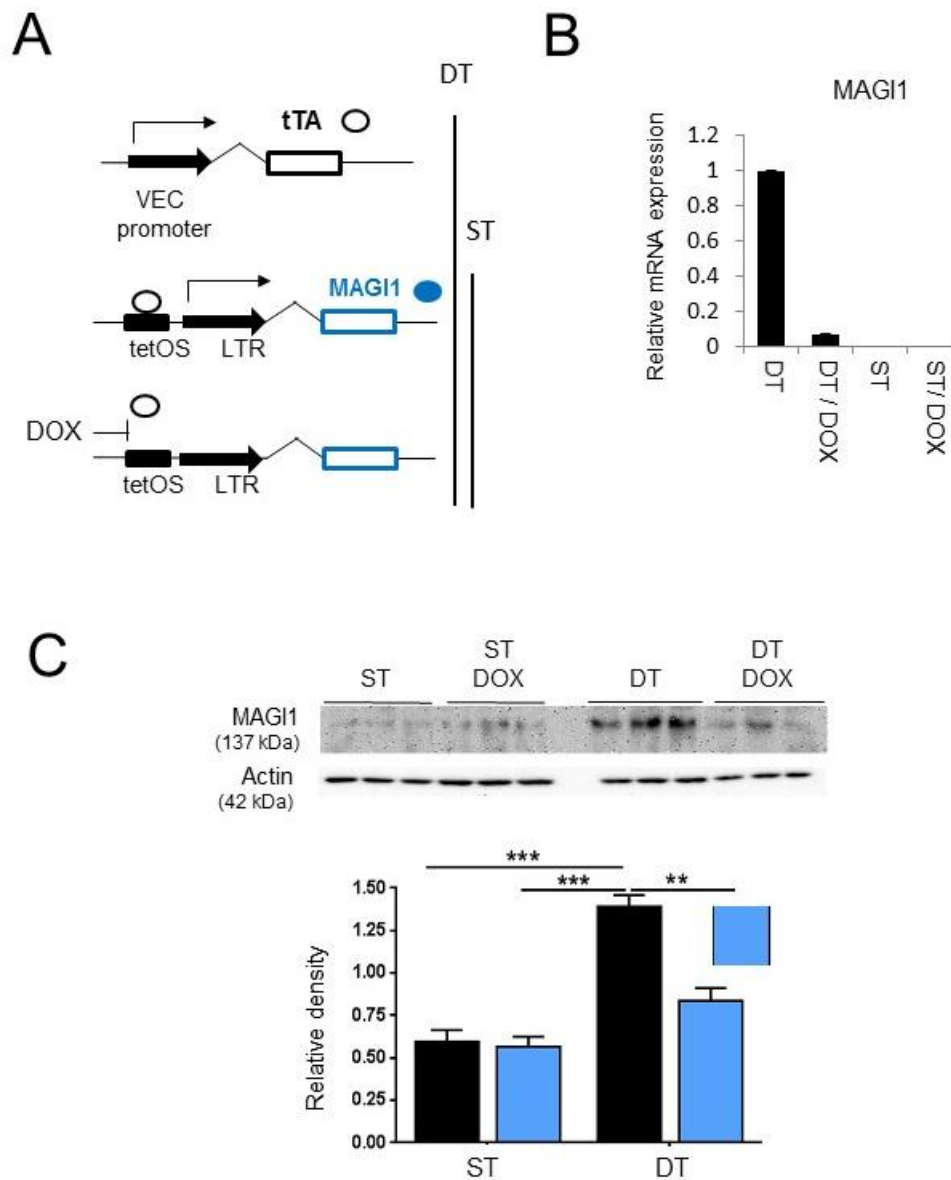 A
DT
tTA
VEC
promoter
ST
MAGI1
tetOS
LTR
DOX
tetOS
LTR
B
MAGI1
Relative mRNA expression
1.2
1
0.8
0.6
0.4
0.2
0
DT
DT / DOX
ST
ST/ DOX
C
ST
ST
DOX
DT
DT
DOX
MAGI1
(137 kDa)
Actin
(42 kDa)
***
***
**
Relative density
1.50
1.25
1.00
0.75
0.50
0.25
0.00
ST
DT